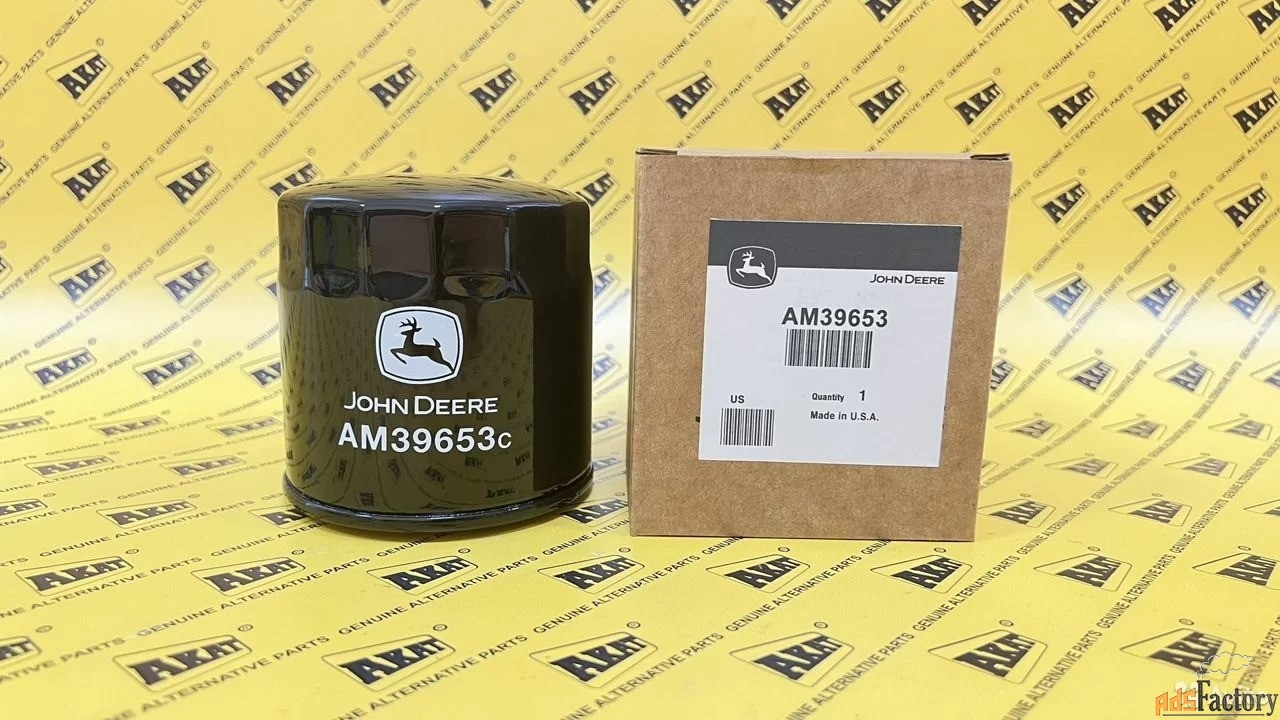 AKAT
GENUINE ALTERNATIVE PARTS
JOHN DEERE
AM39653C
JOHN DEERE
AM39653
US
Quantity 1
Made in U.S.A.
AdsFactory